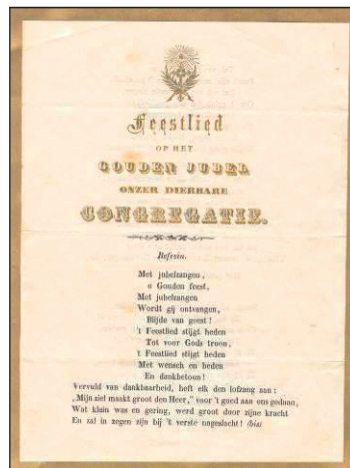 Feestlied
OP HET
GOUDEN JUBEL
ONZER DIERBARE
CONGREGATIE.
Refrein.
Met jubelzangen,
o Gouden feest,
Met jubelzangen
Wordt gij ontvangen,
Blijde van geest!
't Feestlied stijgt heden
Tot voor Gods troon,
't Feestlied stijgt heden
Met wensch en beden
En dankbetoon!
Vervuld van dankbaarheid, heft elk den lofzang aan:
„Mijn ziel maakt groot den Heer,” voor 't goed aan ons gedaan,
Wat klein was en gering, werd groot door zijne kracht
En zal in zegen zijn bij 't verste nageslacht! (bis)